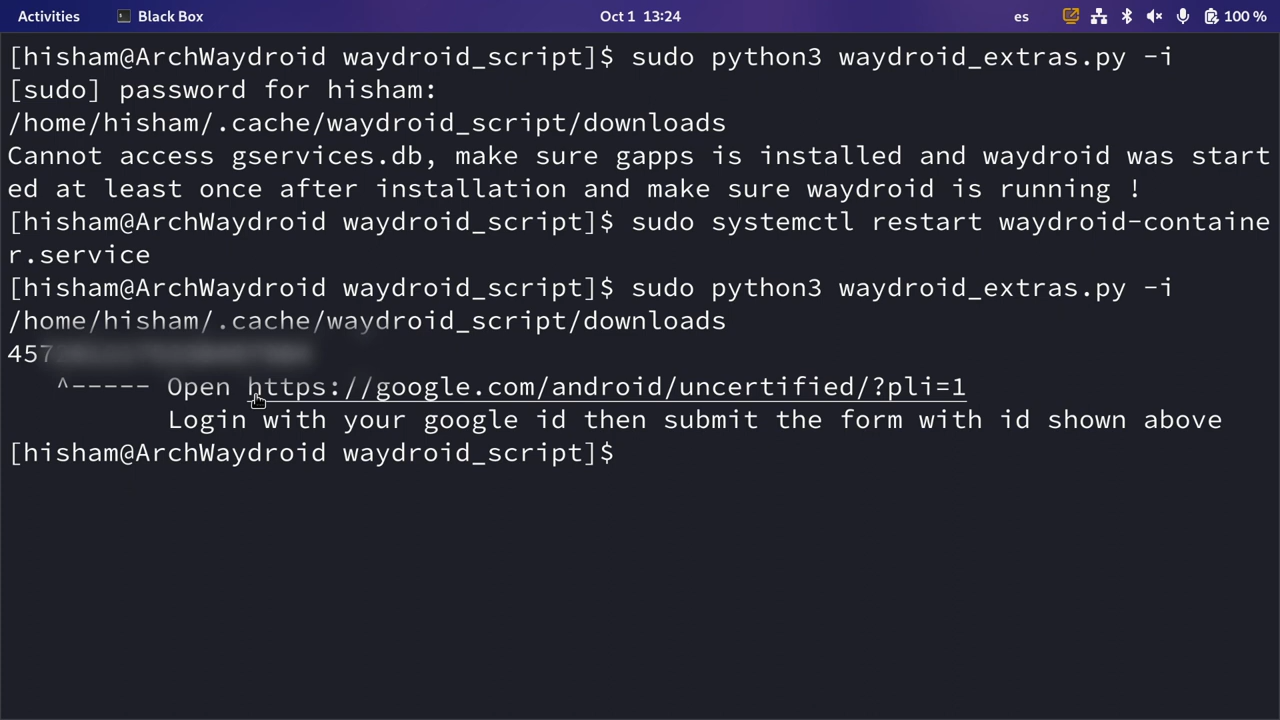 Activities Black Box Oct 1 13:24 es 100 %
[hisham@ArchWaydroid waydroid_script]$ sudo python3 waydroid_extras.py -i
[sudo] password for hisham:
/home/hisham/.cache/waydroid_script/downloads
Cannot access gservices.db, make sure gapps is installed and waydroid was start
ed at least once after installation and make sure waydroid is running !
[hisham@ArchWaydroid waydroid_script]$ sudo systemctl restart waydroid-containe
r.service
[hisham@ArchWaydroid waydroid_script]$ sudo python3 waydroid_extras.py -i
/home/hisham/.cache/waydroid_script/downloads
457
^----- Open https://google.com/android/uncertified/?pli=1
Login with your google id then submit the form with id shown above
[hisham@ArchWaydroid waydroid_script]$